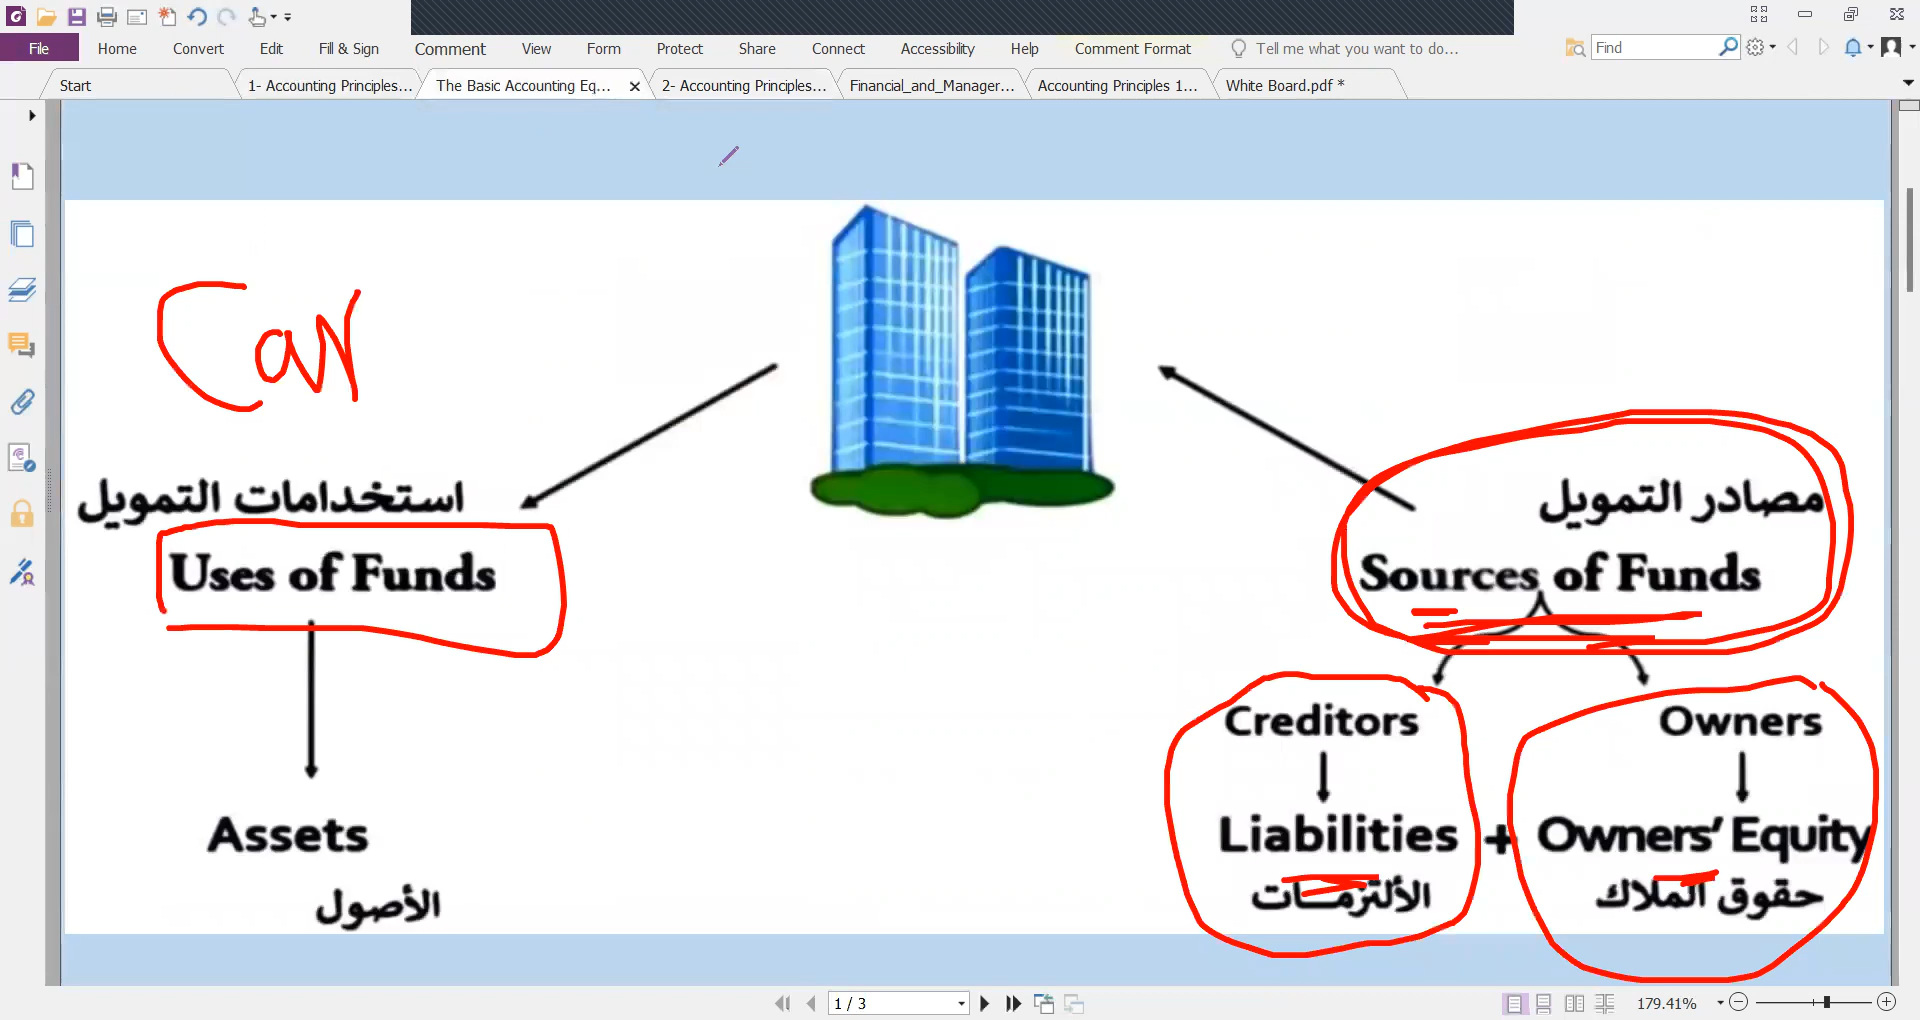 File Home Convert Edit Fill & Sign Comment View Form Protect Share Connect Accessibility Help Comment Format Tell me what you want to do... Find
Start 1- Accounting Principles... The Basic Accounting Eq... 2- Accounting Principles... Financial_and_Manager... Accounting Principles 1... White Board.pdf *
Car
استخدامات التمويل
Uses of Funds
Assets
الأصول
مصادر التمويل
Sources of Funds
Creditors Owners
Liabilities + Owners' Equity
الألتزمات حقوق الملاك
1 / 3 179.41%